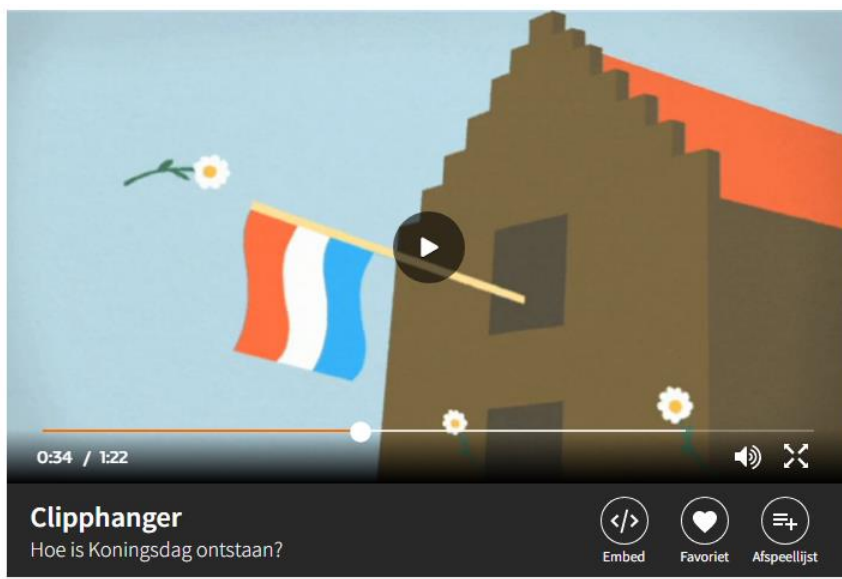 0:34 / 1:22
Clipphanger
Hoe is Koningsdag ontstaan?
Embed
Favoriet
Afspeellijst